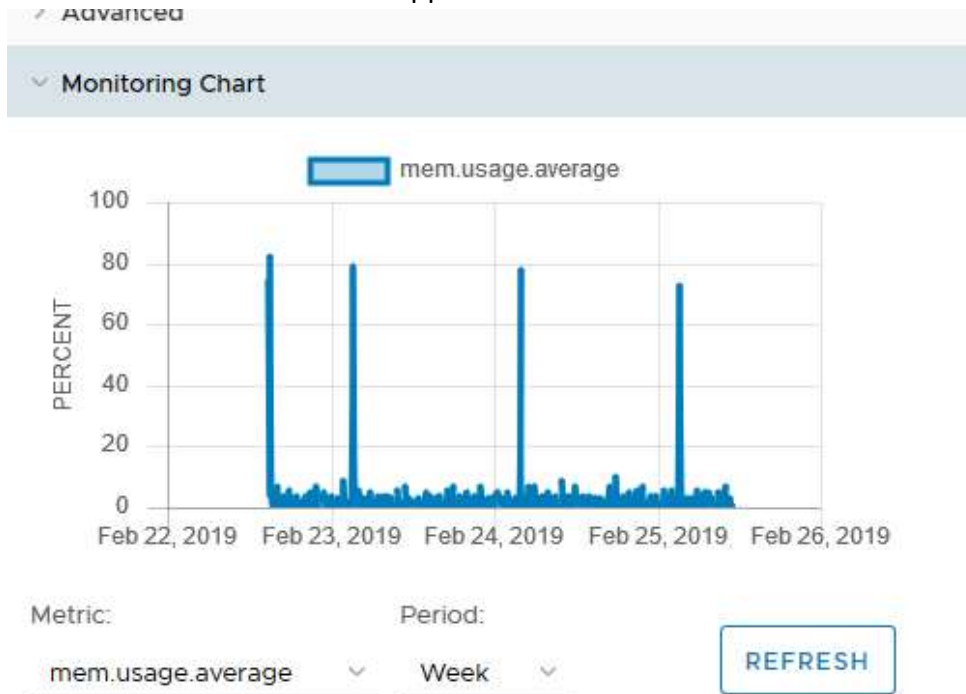 Advanced
Monitoring Chart
mem.usage.average
100
80
60
40
20
0
PERCENT
Feb 22, 2019 Feb 23, 2019 Feb 24, 2019 Feb 25, 2019 Feb 26, 2019
Metric: Period:
mem.usage.average Week REFRESH